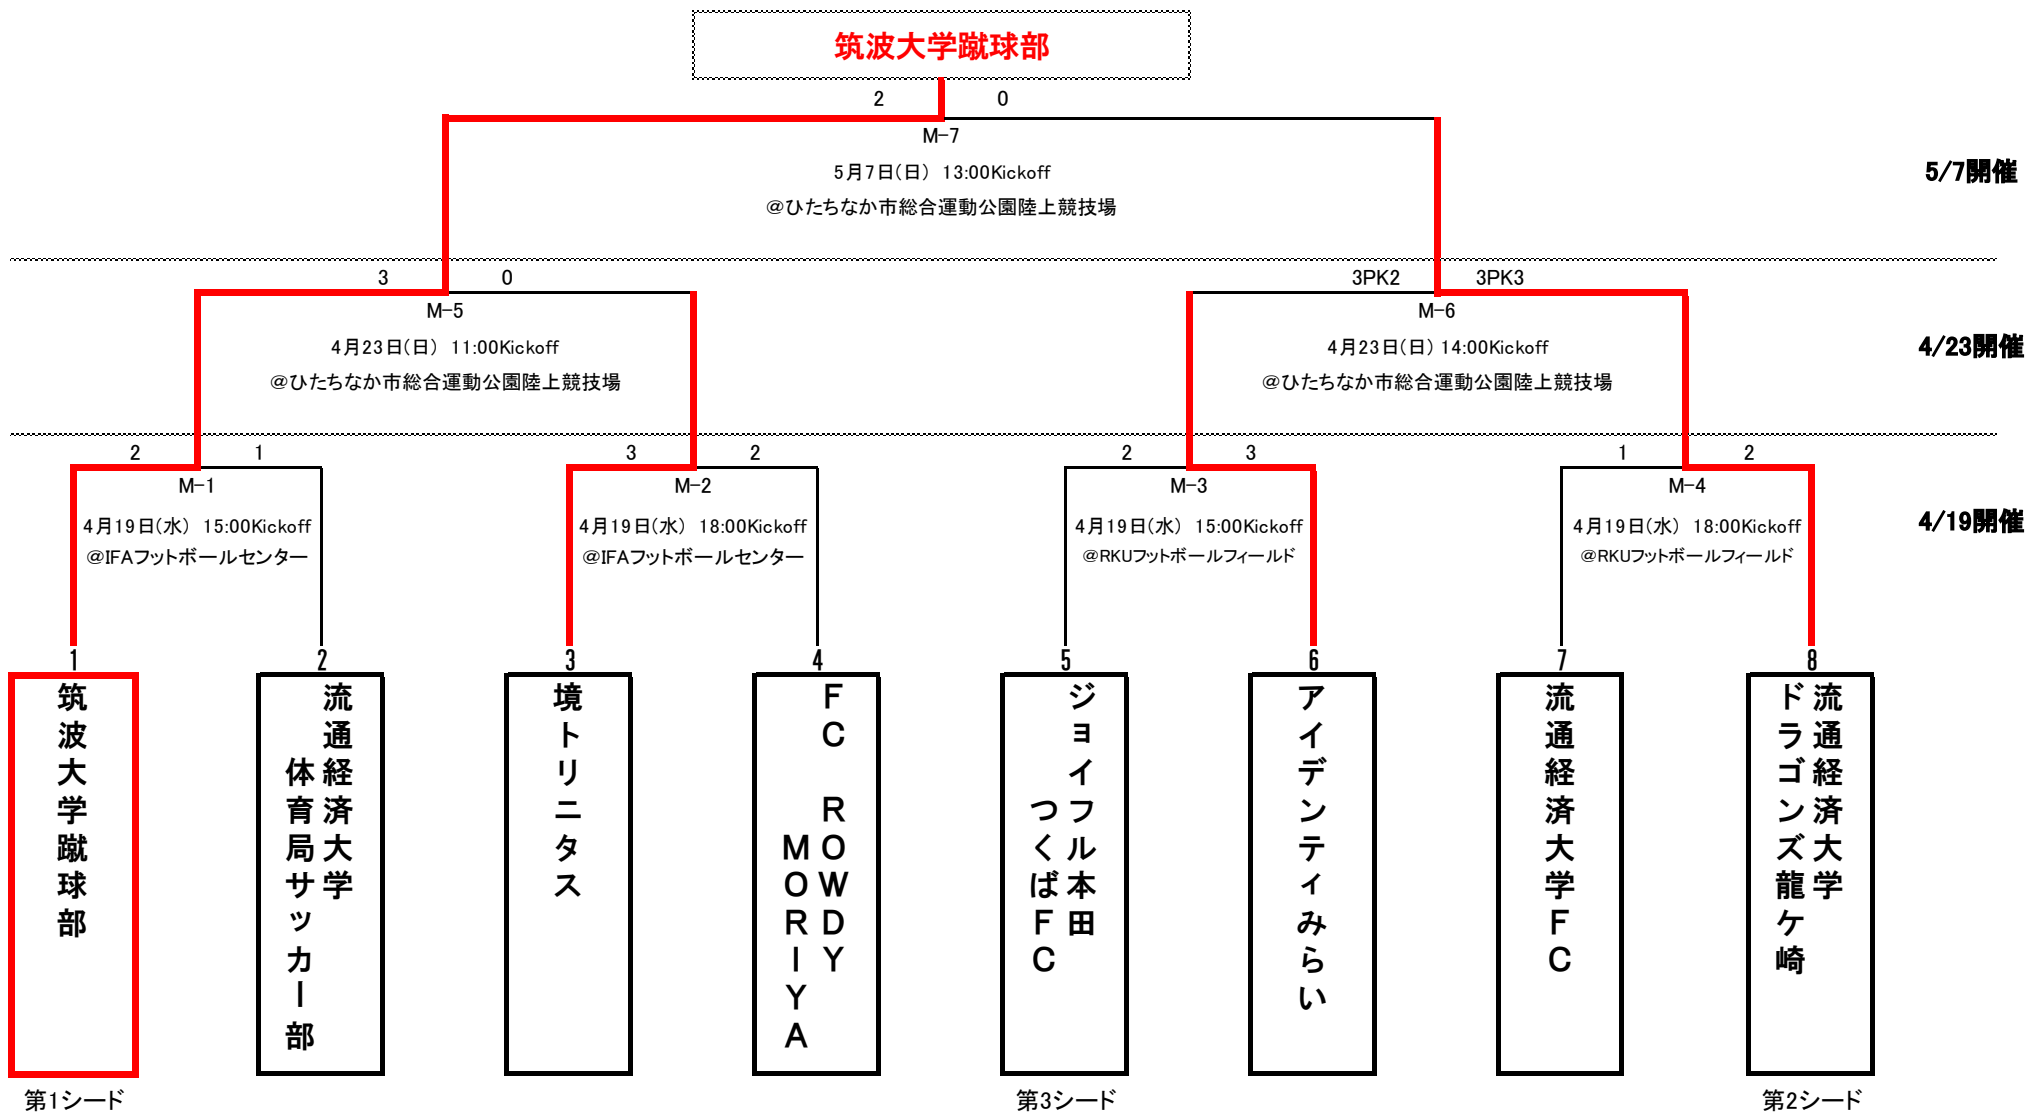 筑波大学蹴球部
2 0
M-7
5月7日(日) 13:00Kickoff
5/7開催
@ひたちなか市総合運動公園陸上競技場
3 0 3PK2 3PK3
M-5 M-6
4月23日(日) 11:00Kickoff 4月23日(日) 14:00Kickoff
4/23開催
@ひたちなか市総合運動公園陸上競技場 @ひたちなか市総合運動公園陸上競技場
2 1 3 2 2 3 1 2
M-1 M-2 M-3 M-4
4月19日(水) 15:00Kickoff 4月19日(水) 18:00Kickoff 4月19日(水) 15:00Kickoff 4月19日(水) 18:00Kickoff
4/19開催
@IFAフットボールセンター @IFAフットボールセンター @RKUフットボールフィールド @RKUフットボールフィールド
1 2 3 4 5 6 7 8
筑波大学蹴球部
流通経済大学
体育局サッカー部
境トリニタス
FC ROWDY
MORIYA
ジョイフル本田
つくばFC
アイデンティみらい
流通経済大学FC
流通経済大学
ドラゴンズ龍ケ崎
第1シード 第3シード 第2シード